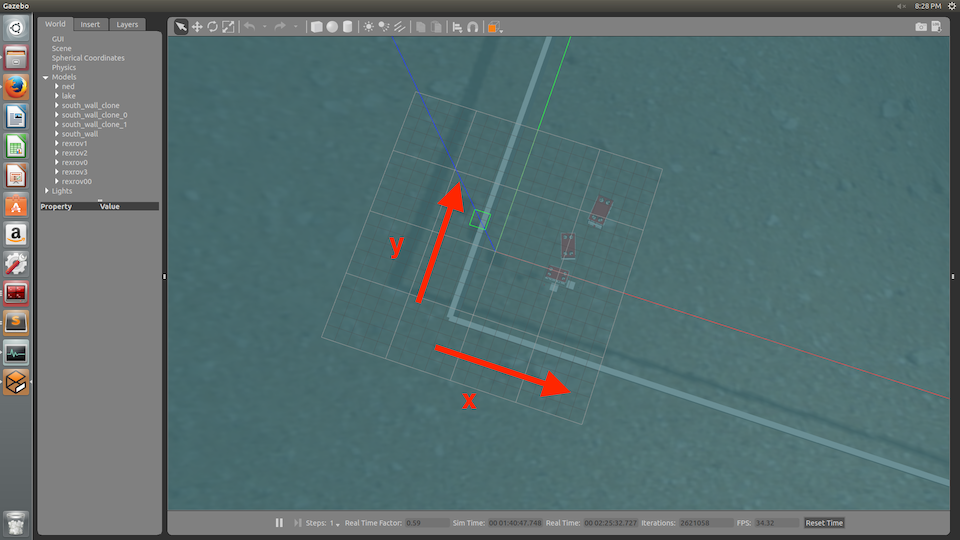 Gazebo
8:28 PM
World Insert Layers
GUI
Scene
Spherical Coordinates
Physics
Models
ned
lake
south_wall_clone
south_wall_clone_0
south_wall_clone_1
south_wall
rexrov1
rexrov2
rexrov0
rexrov3
rexrov00
Lights
Property Value
y
x
Steps: 1 Real Time Factor: 0.59 Sim Time: 00 01:40:47.748 Real Time: 00 02:25:32.727 Iterations: 2621058 FPS: 34.32 Reset Time